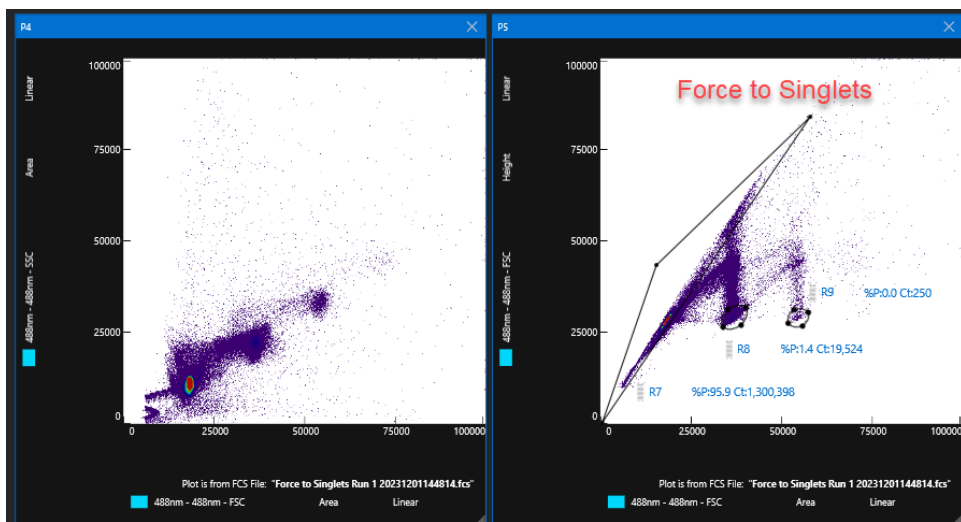 P4
100000
75000
50000
25000
0
488nm - 488nm - SSC
Area
Linear
0
25000
50000
75000
100000
Plot is from FCS File: "Force to Singlets Run 1 20231201144814.fcs"
488nm - 488nm - FSC Area Linear
P5
Force to Singlets
100000
75000
50000
25000
0
488nm - 488nm - FSC
Height
Linear
R9 %P:0.0 Ct:250
R8 %P:1.4 Ct:19,524
R7 %P:95.9 Ct:1,300,398
0
25000
50000
75000
100000
Plot is from FCS File: "Force to Singlets Run 1 20231201144814.fcs"
488nm - 488nm - FSC Area Linear